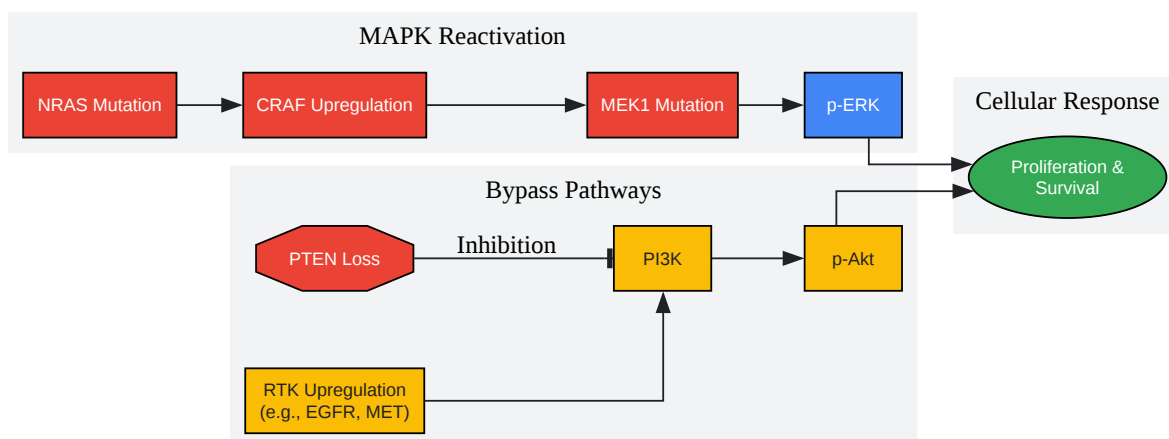 MAPK Reactivation
NRAS Mutation
CRAF Upregulation
MEK1 Mutation
p-ERK
Cellular Response
Proliferation &
Survival
Bypass Pathways
PTEN Loss
Inhibition
PI3K
p-Akt
RTK Upregulation
(e.g., EGFR, MET)